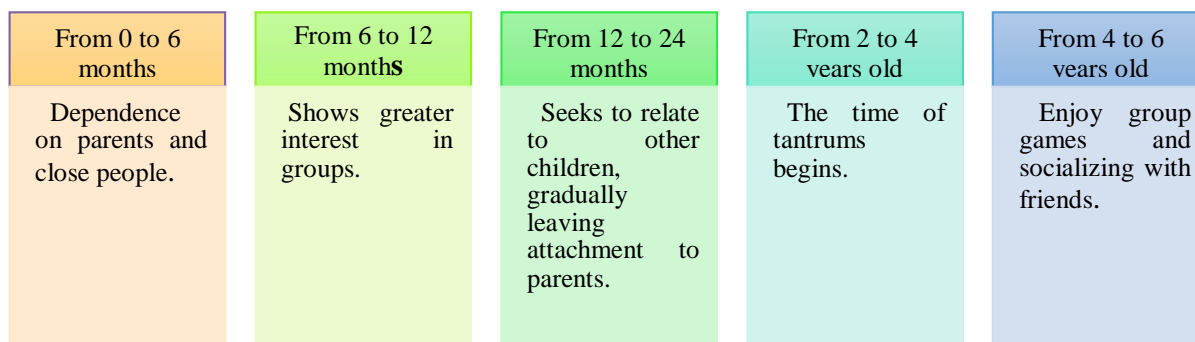 From 0 to 6
months
Dependence
on parents and
close people.
From 6 to 12
months
Shows greater
interest in
groups.
From 12 to 24
months
Seeks to relate
to other
children,
gradually
leaving
attachment to
parents.
From 2 to 4
years old
The time of
tantrums
begins.
From 4 to 6
years old
Enjoy group
games and
socializing with
friends.